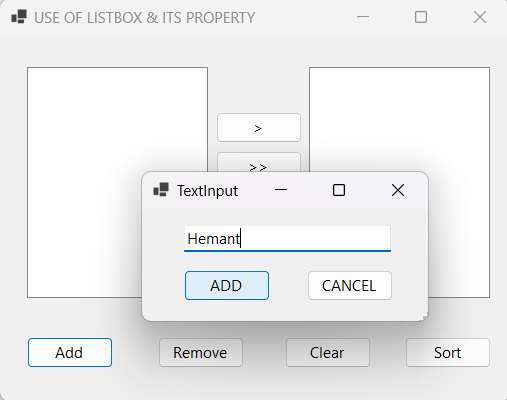 USE OF LISTBOX & ITS PROPERTY
>
>>
TextInput
Hemant
ADD
CANCEL
Add
Remove
Clear
Sort